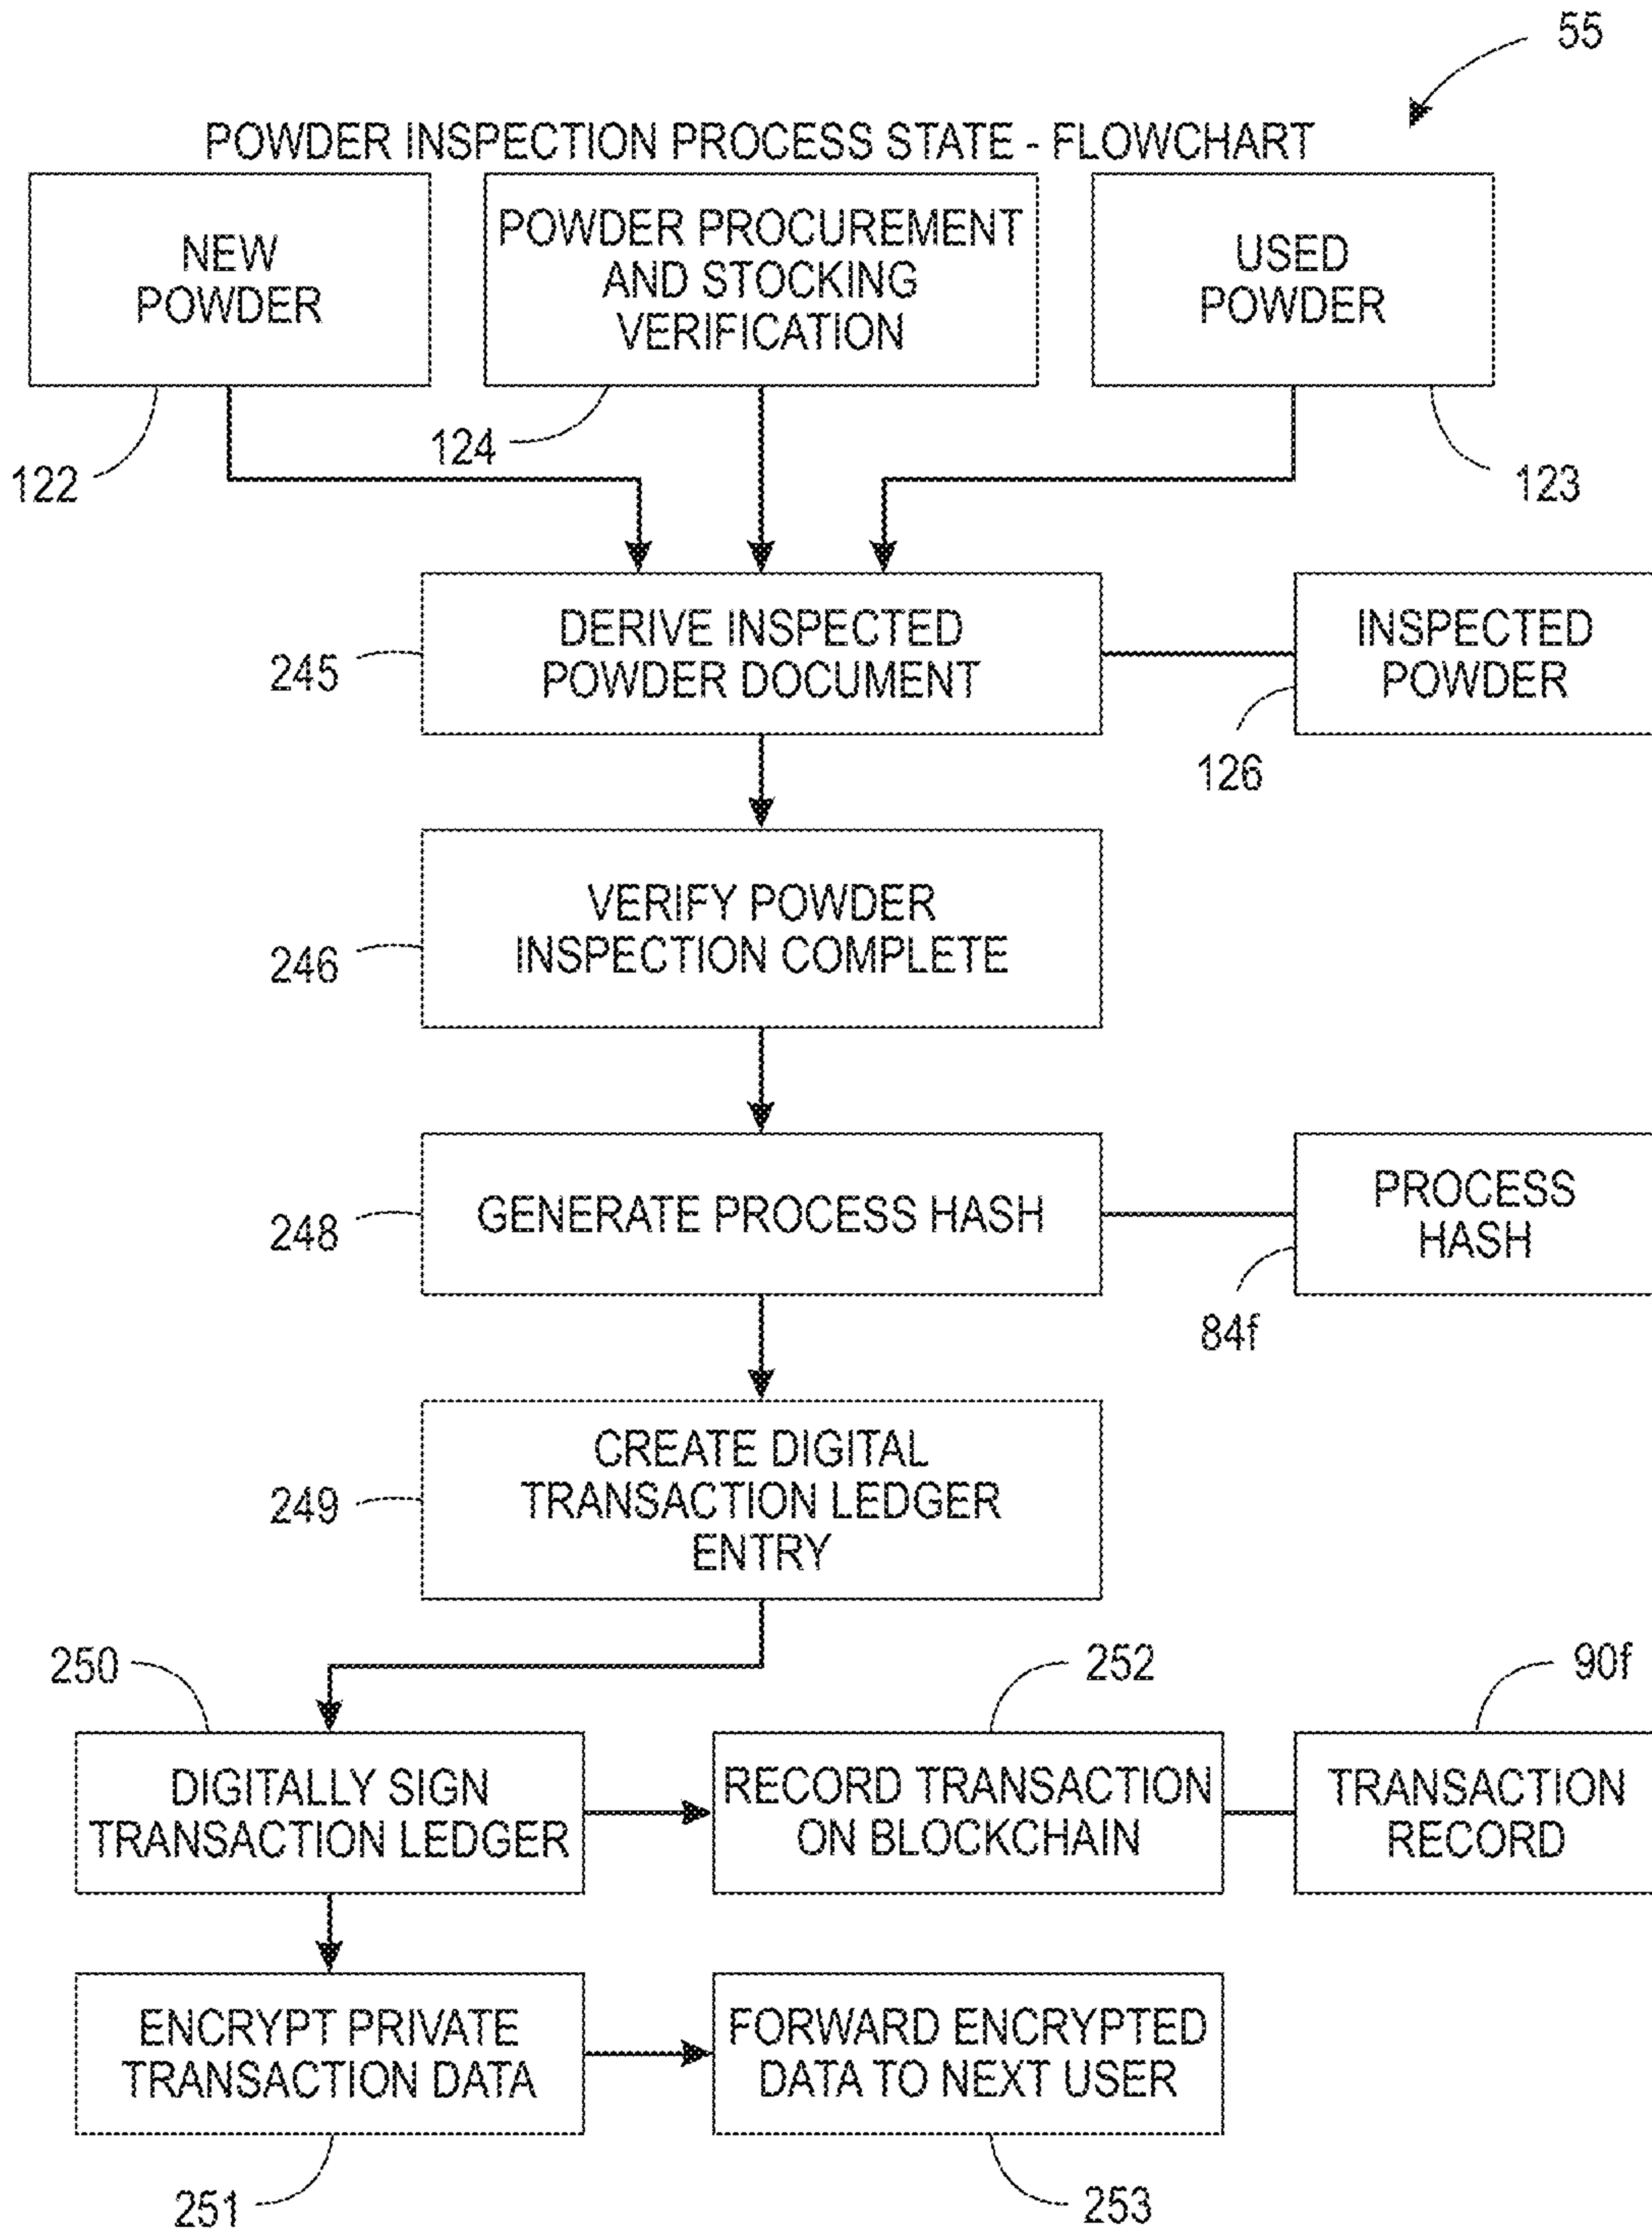 55
POWDER INSPECTION PROCESS STATE - FLOWCHART
NEW
POWDER
POWDER PROCUREMENT
AND STOCKING
VERIFICATION
USED
POWDER
122
124
123
DERIVE INSPECTED
POWDER DOCUMENT
INSPECTED
POWDER
245
126
VERIFY POWDER
INSPECTION COMPLETE
246
GENERATE PROCESS HASH
PROCESS
HASH
248
84f
CREATE DIGITAL
TRANSACTION LEDGER
ENTRY
249
250
252
90f
DIGITALLY SIGN
TRANSACTION LEDGER
RECORD TRANSACTION
ON BLOCKCHAIN
TRANSACTION
RECORD
ENCRYPT PRIVATE
TRANSACTION DATA
FORWARD ENCRYPTED
DATA TO NEXT USER
251
253